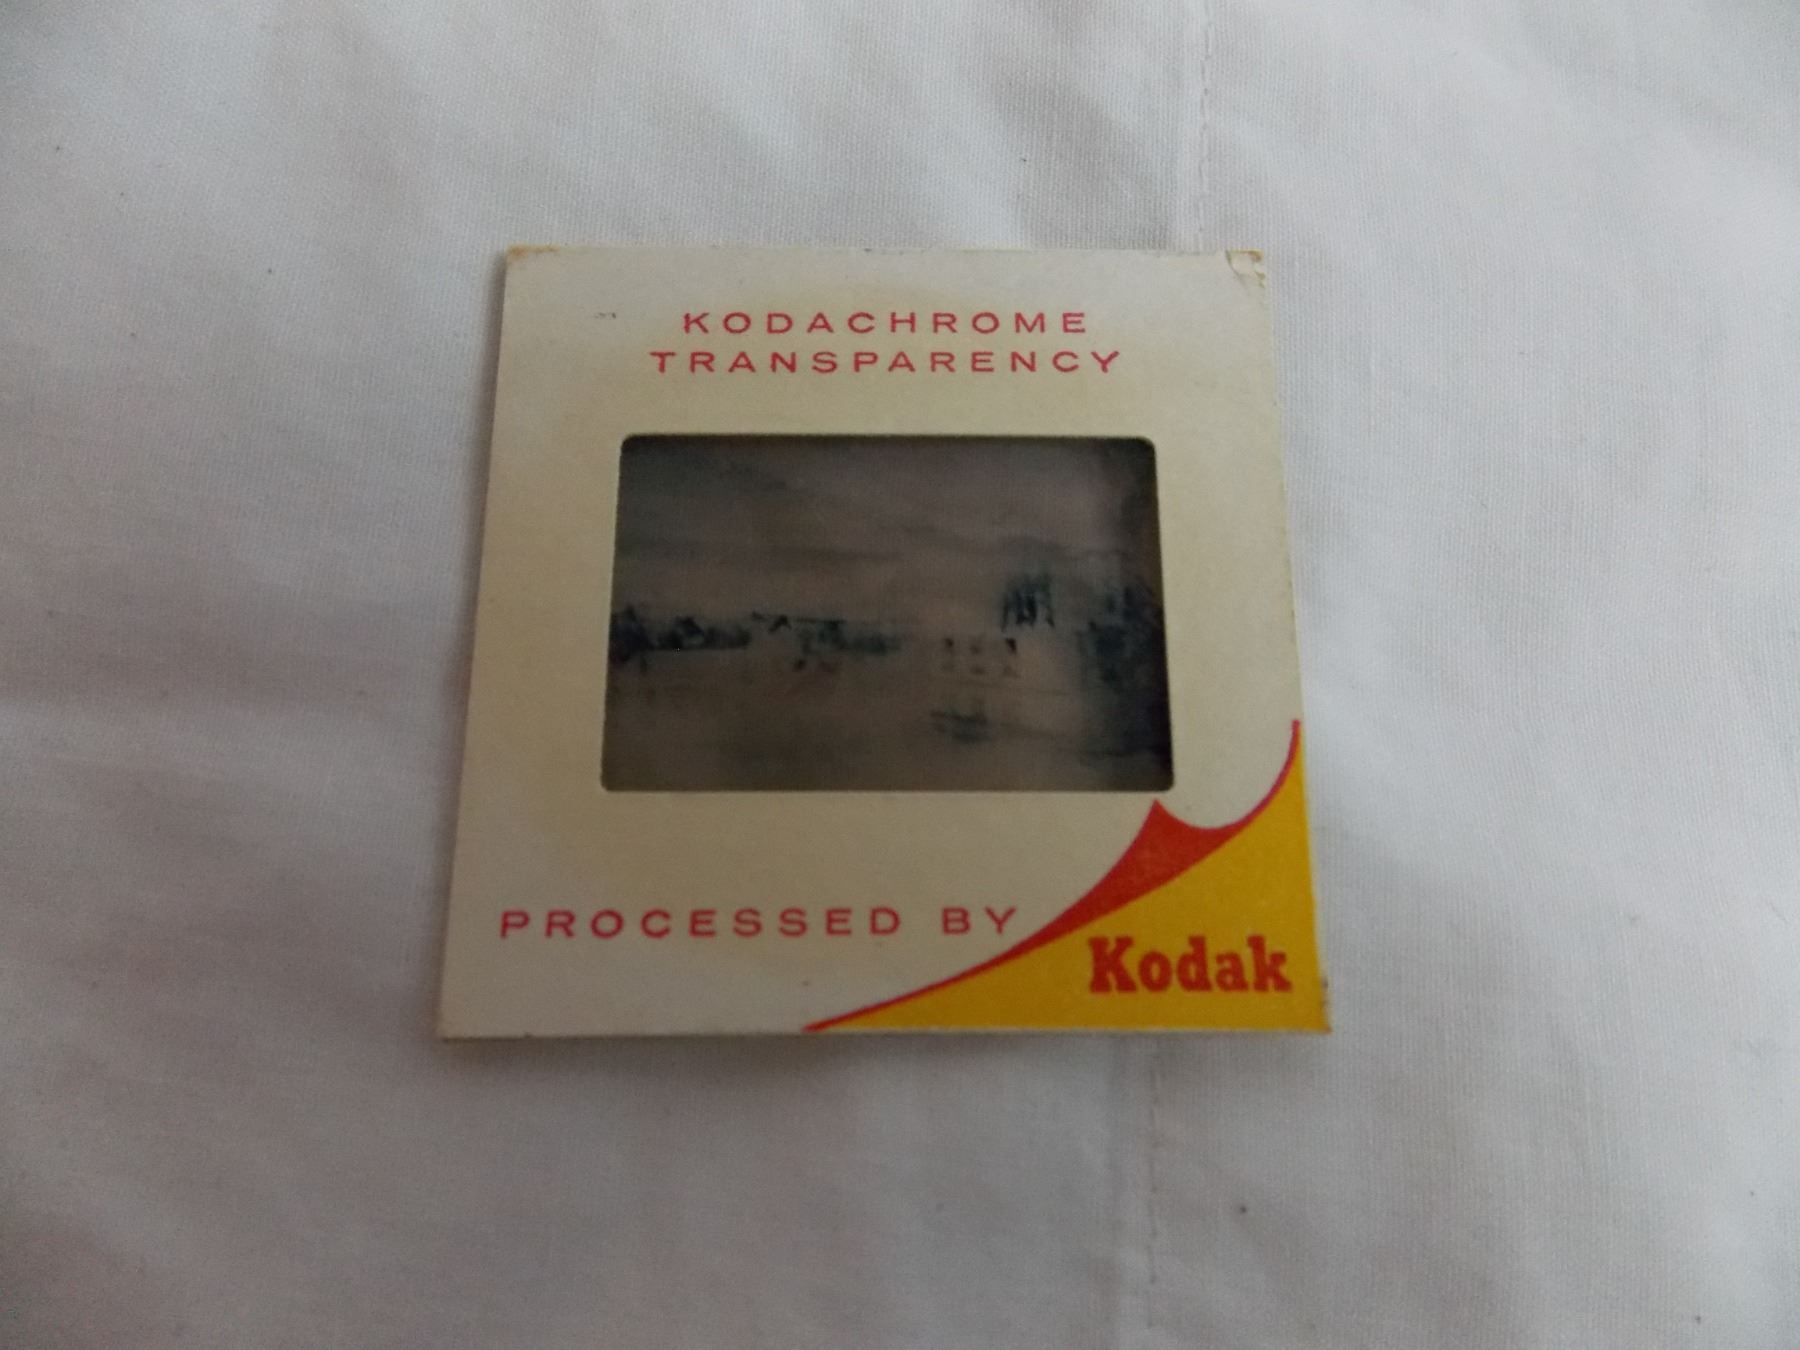 KODACHROME
TRANSPARENCY
PROCESSED BY
Kodak